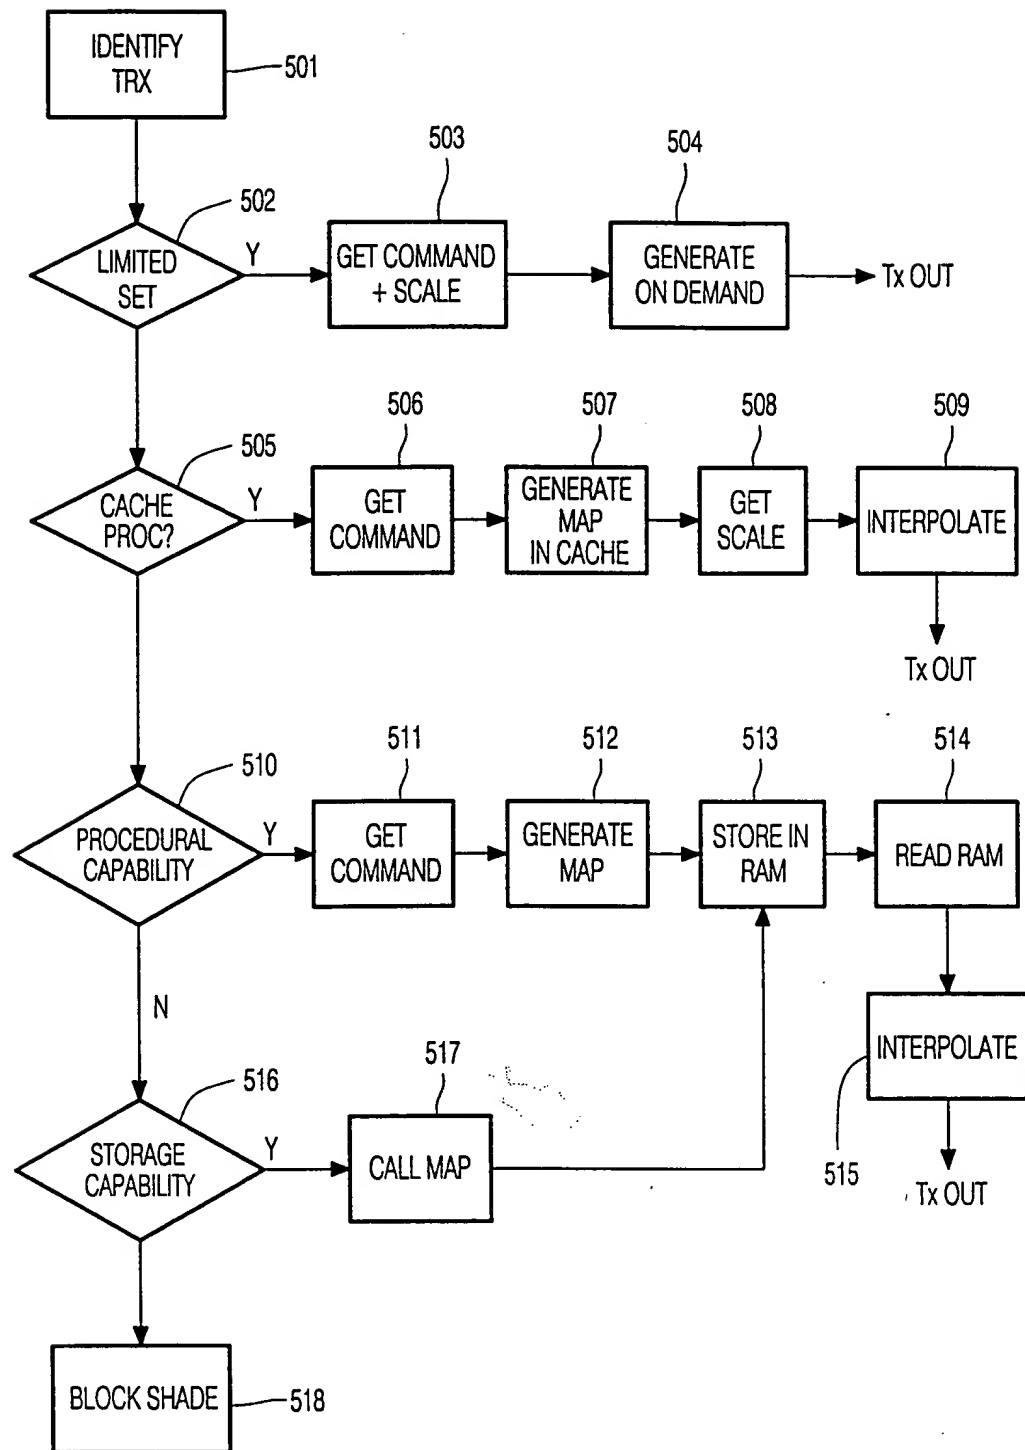 IDENTIFY
TRX
501
502
LIMITED
SET
Y
503
GET COMMAND
+ SCALE
504
GENERATE
ON DEMAND
Tx OUT
505
CACHE
PROC?
Y
506
GET
COMMAND
507
GENERATE
MAP
IN CACHE
508
GET
SCALE
509
INTERPOLATE
Tx OUT
510
PROCEDURAL
CAPABILITY
Y
N
511
GET
COMMAND
512
GENERATE
MAP
513
STORE IN
RAM
514
READ RAM
INTERPOLATE
515
Tx OUT
516
STORAGE
CAPABILITY
Y
517
CALL MAP
BLOCK SHADE
518